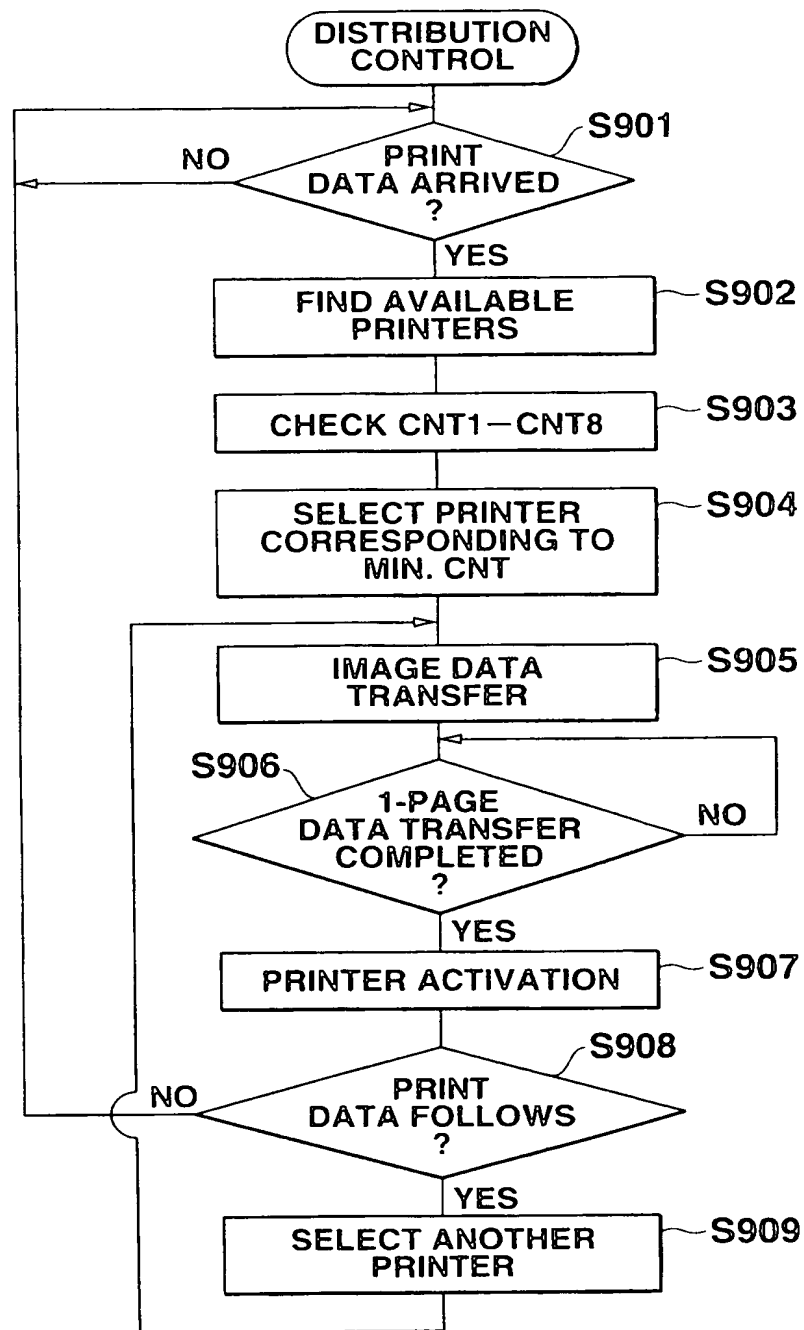 DISTRIBUTION
CONTROL
S901
NO
PRINT
DATA ARRIVED
?
YES
FIND AVAILABLE
PRINTERS
S902
CHECK CNT1—CNT8
S903
SELECT PRINTER
CORRESPONDING TO
MIN. CNT
S904
IMAGE DATA
TRANSFER
S905
S906
1-PAGE
DATA TRANSFER
COMPLETED
?
NO
YES
PRINTER ACTIVATION
S907
S908
NO
PRINT
DATA FOLLOWS
?
YES
SELECT ANOTHER
PRINTER
S909